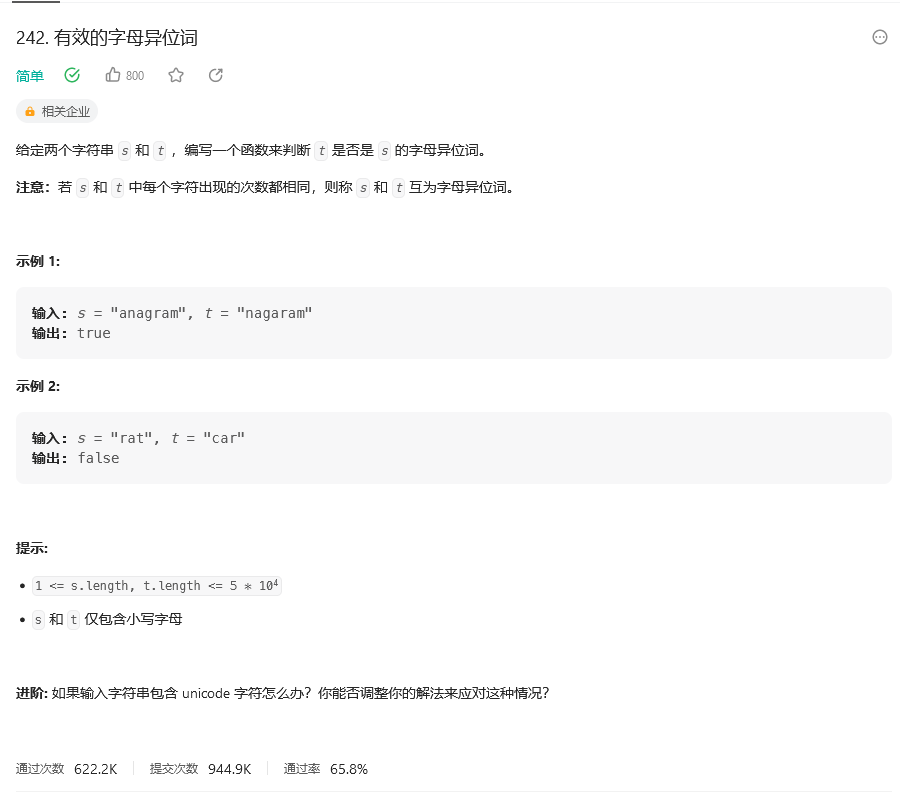 242. 有效的字母异位词
简单 800
相关企业
给定两个字符串 s 和 t ，编写一个函数来判断 t 是否是 s 的字母异位词。
注意：若 s 和 t 中每个字符出现的次数都相同，则称 s 和 t 互为字母异位词。
示例 1:
输入: s = "anagram", t = "nagaram"
输出: true
示例 2:
输入: s = "rat", t = "car"
输出: false
提示:
• 1 <= s.length, t.length <= 5 * 10⁴
• s 和 t 仅包含小写字母
进阶: 如果输入字符串包含 unicode 字符怎么办？你能否调整你的解法来应对这种情况？
通过次数 622.2K 提交次数 944.9K 通过率 65.8%